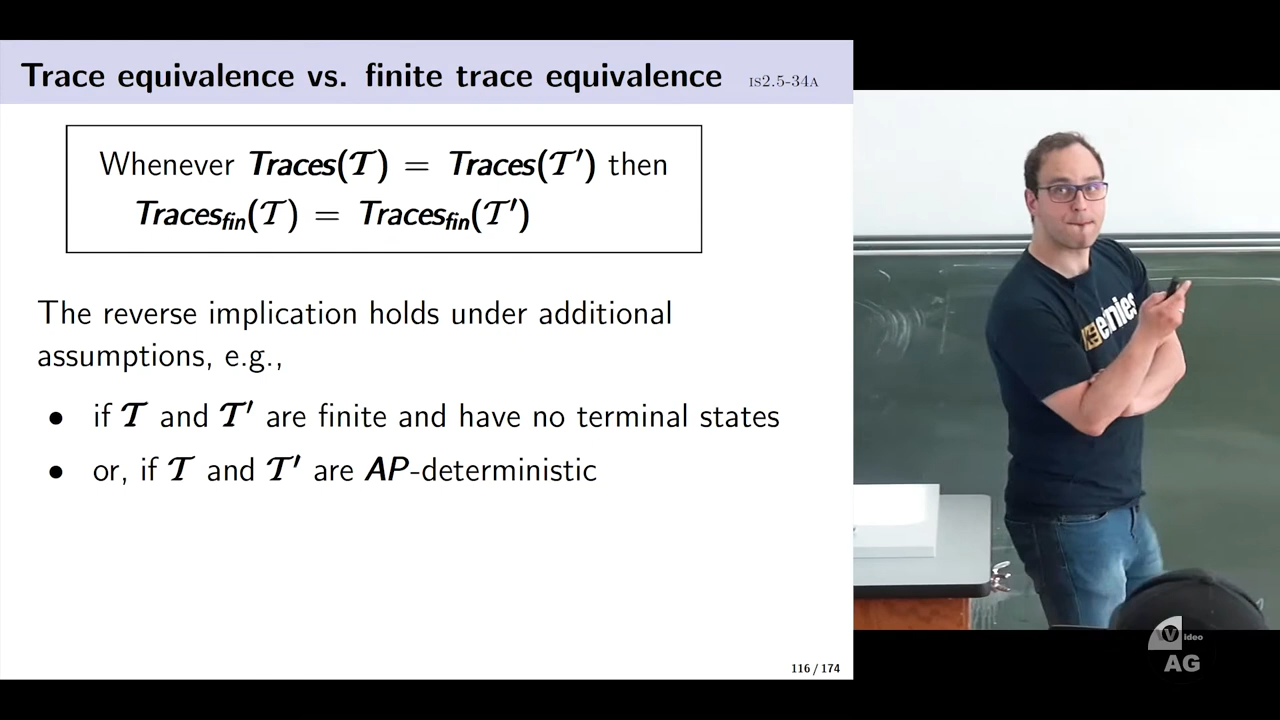 Trace equivalence vs. finite trace equivalence IS2.5-34A
Whenever Traces(𝒯) = Traces(𝒯′) then
Traces_fin(𝒯) = Traces_fin(𝒯′)
The reverse implication holds under additional
assumptions, e.g.,
• if 𝒯 and 𝒯′ are finite and have no terminal states
• or, if 𝒯 and 𝒯′ are AP-deterministic
116 / 174
Video
AG